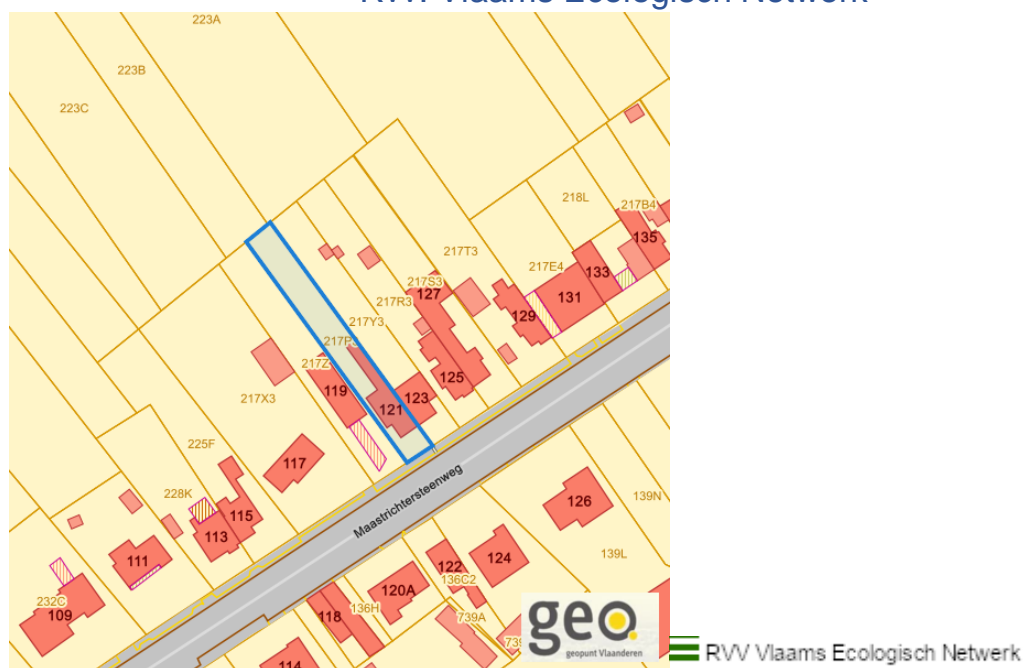 RVV Vlaams Ecologisch Netwerk
223A
223B
223C
218L
217B4
217T3
135
217E4
133
217S3
127
131
217R3
129
217Y3
217Z
119
125
123
121
217X3
225F
117
Maastrichtersteenweg
126
139N
228K
115
113
124
139L
111
122
136C2
120A
232C
109
118
136H
739A
geo
geopunt Vlaanderen
RVV Vlaams Ecologisch Netwerk
114